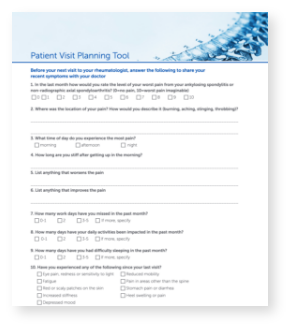 Patient Visit Planning Tool
Before your next visit to your rheumatologist, answer the following to share your
recent symptoms with your doctor
1. In the last month how would you rate the level of your worst pain from your ankylosing spondylitis or
non-radiographic axial spondyloarthritis? (0=no pain, 10=worst pain imaginable)
0 1 2 3 4 5 6 7 8 9 10
2. Where was the location of your pain? How would you describe it (burning, aching, stinging, throbbing)?
3. What time of day do you experience the most pain?
morning afternoon night
4. How long are you stiff after getting up in the morning?
5. List anything that worsens the pain
6. List anything that improves the pain
7. How many work days have you missed in the past month?
0-1 2 3-5 If more, specify
8. How many days have your daily activities been impacted in the past month?
0-1 2 3-5 If more, specify
9. How many days have you had difficulty sleeping in the past month?
0-1 2 3-5 If more, specify
10. Have you experienced any of the following since your last visit?
Eye pain, redness or sensitivity to light Reduced mobility
Fatigue Pain in areas other than the spine
Red or scaly patches on the skin Stomach pain or diarrhea
Increased stiffness Heel swelling or pain
Depressed mood